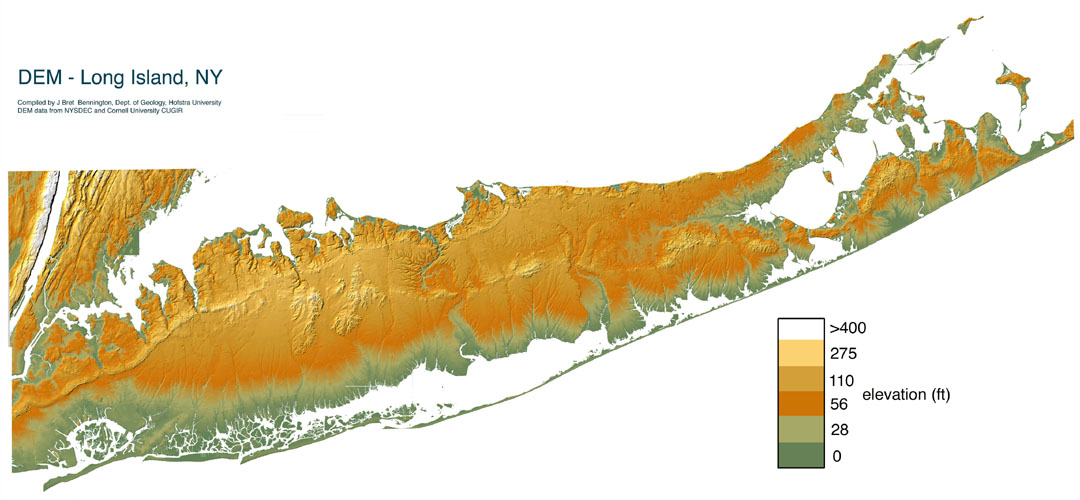 DEM - Long Island, NY
Compiled by J Bret Bennington, Dept. of Geology, Hofstra University
DEM data from NYSDEC and Cornell University CUGIR
>400
275
110
56
elevation (ft)
28
0